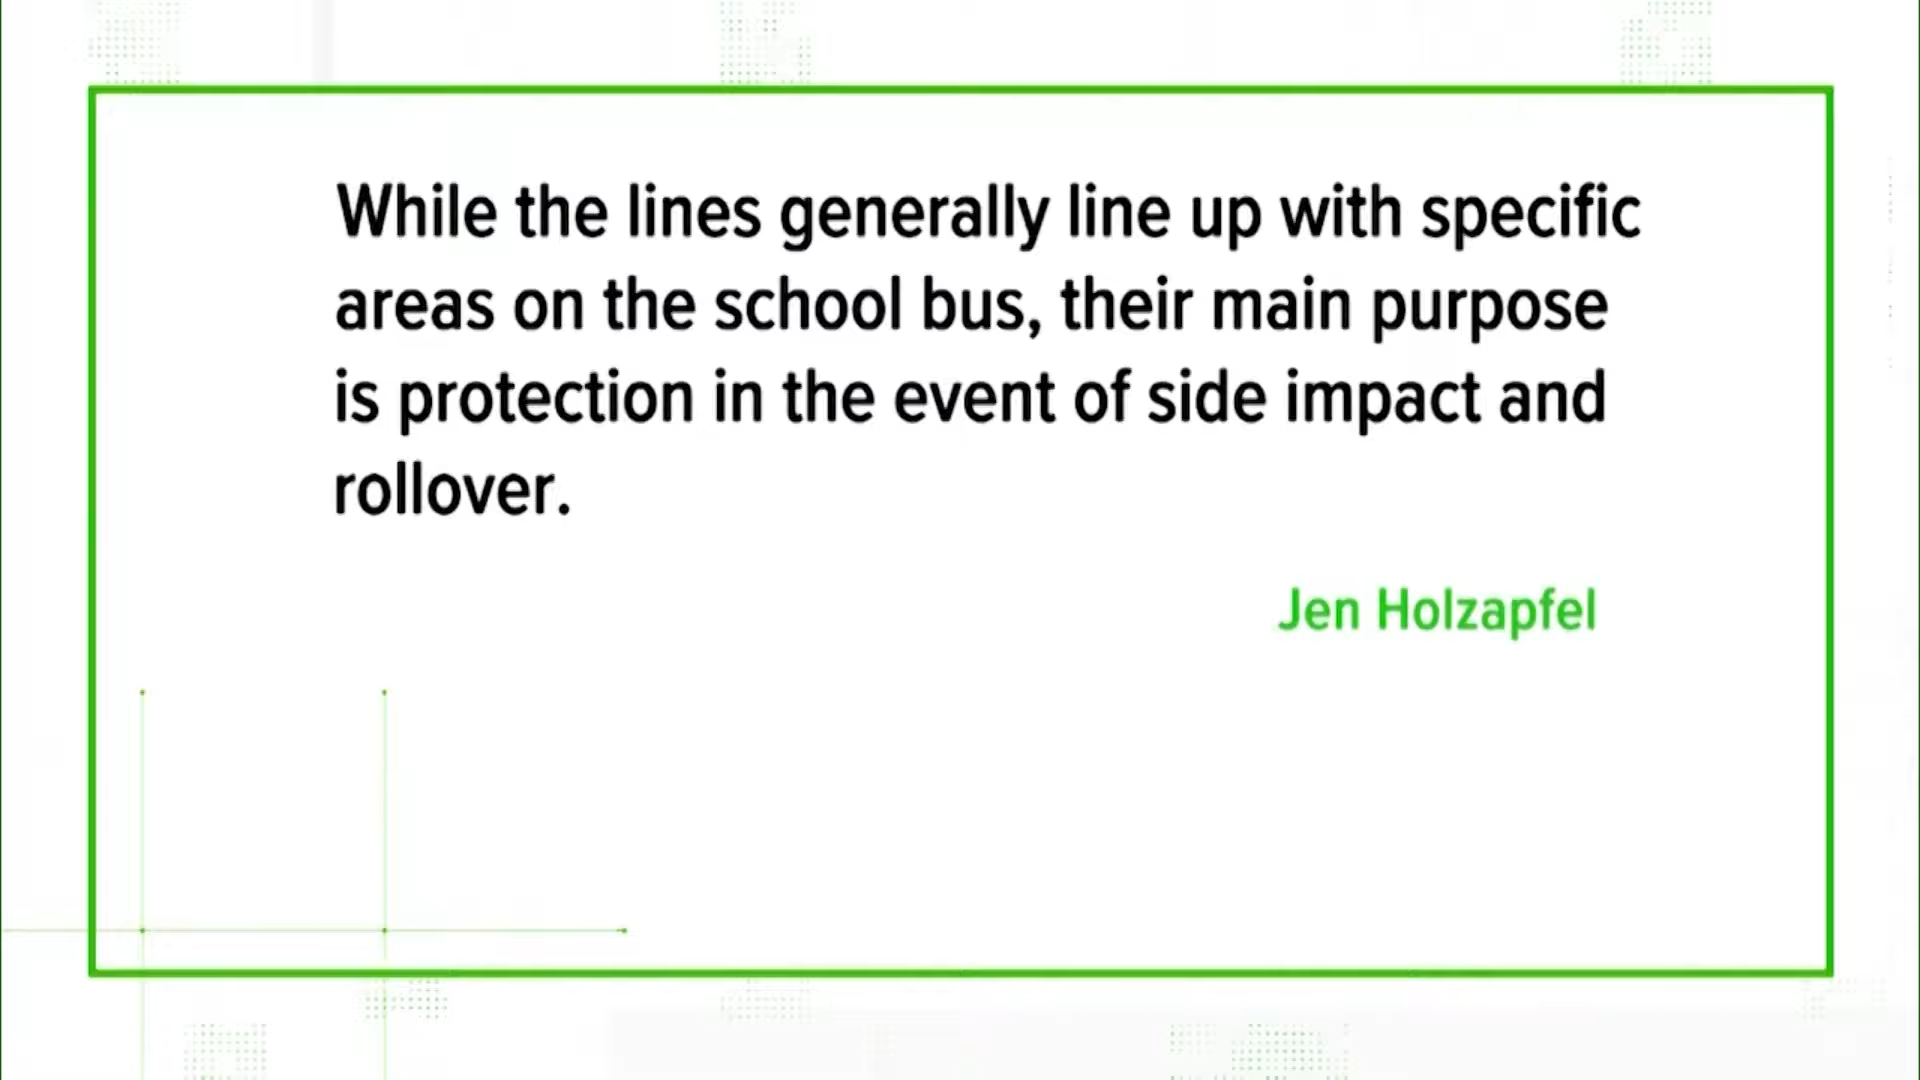 While the lines generally line up with specific
areas on the school bus, their main purpose
is protection in the event of side impact and
rollover.
Jen Holzapfel